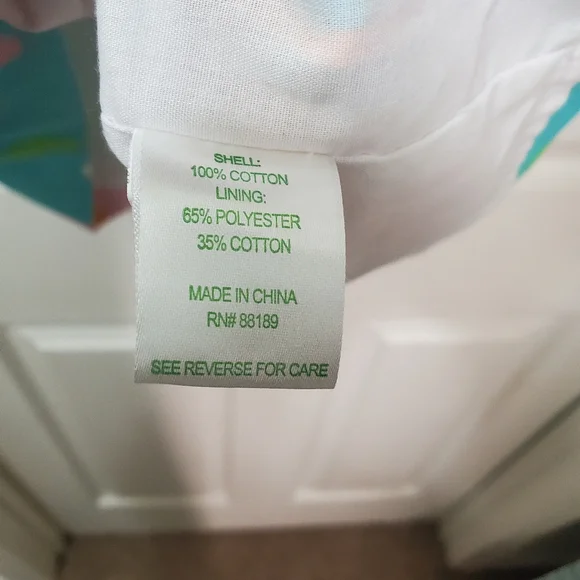 SHELL:
100% COTTON
LINING:
65% POLYESTER
35% COTTON
MADE IN CHINA
RN# 88189
SEE REVERSE FOR CARE